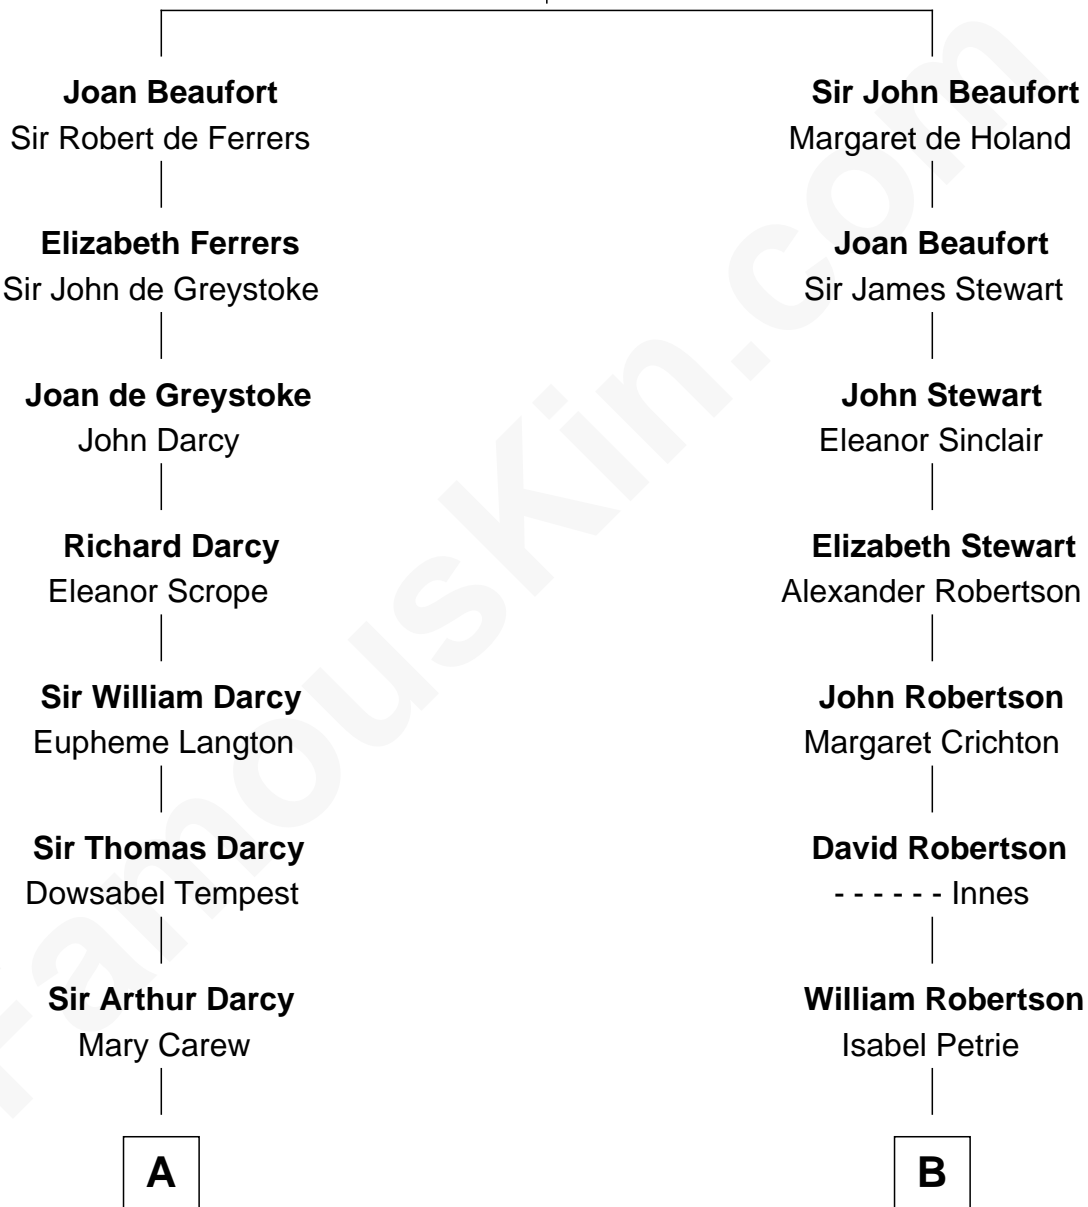 Joan Beaufort
Sir Robert de Ferrers
Elizabeth Ferrers
Sir John de Greystoke
Joan de Greystoke
John Darcy
Richard Darcy
Eleanor Scrope
Sir William Darcy
Eupheme Langton
Sir Thomas Darcy
Dowsabel Tempest
Sir Arthur Darcy
Mary Carew
A
Sir John Beaufort
Margaret de Holand
Joan Beaufort
Sir James Stewart
John Stewart
Eleanor Sinclair
Elizabeth Stewart
Alexander Robertson
John Robertson
Margaret Crichton
David Robertson
- - - - - - Innes
William Robertson
Isabel Petrie
B
FamousKin.com